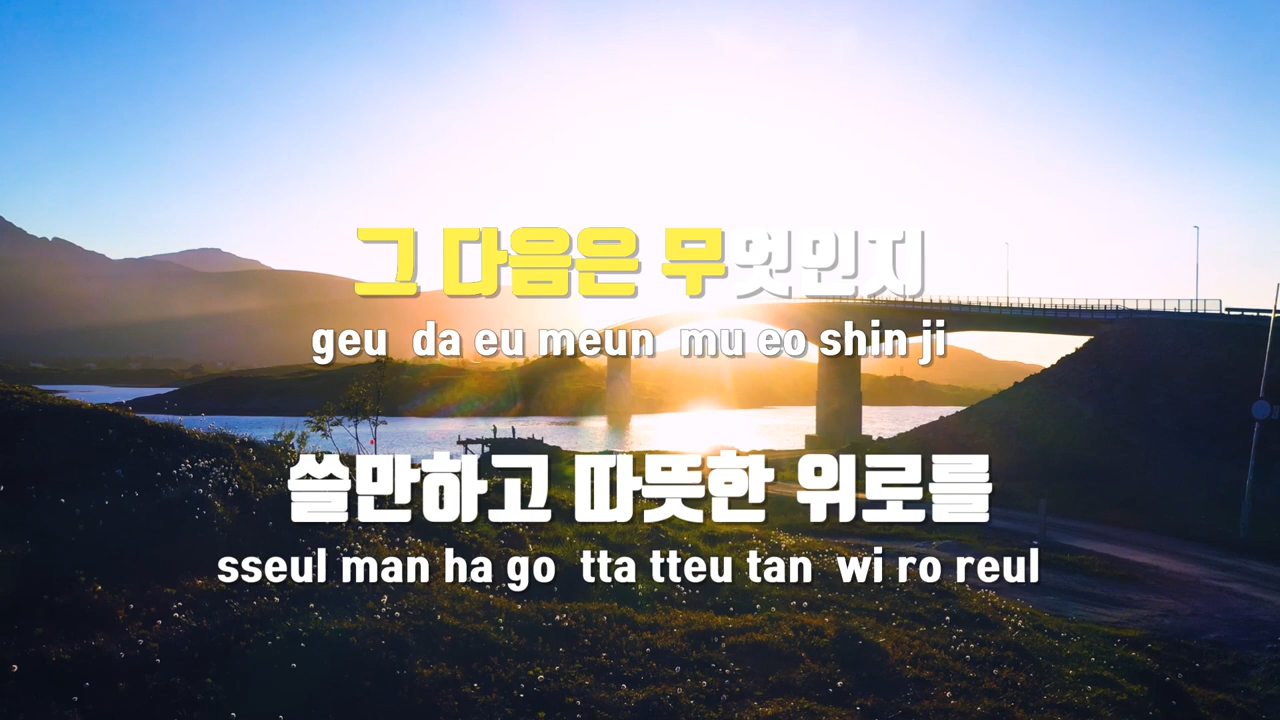 그 다음은 무엇인지
geu da eu meun mu eo shin ji
쓸만하고 따뜻한 위로를
sseul man ha go tta tteu tan wi ro reul